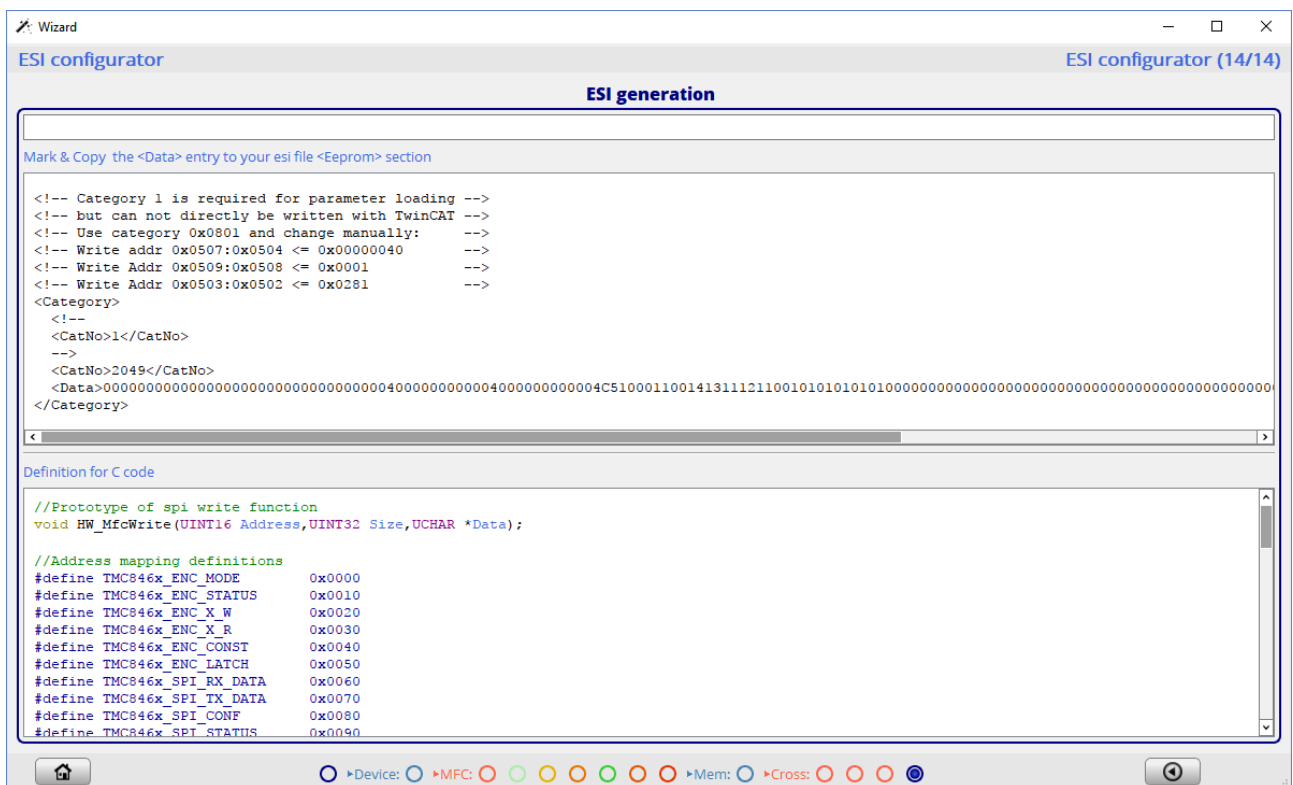 Wizard
ESI configurator
ESI configurator (14/14)
ESI generation
Mark & Copy the <Data> entry to your esi file <Eeprom> section
<!-- Category 1 is required for parameter loading -->
<!-- but can not directly be written with TwinCAT -->
<!-- Use category 0x0801 and change manually:     -->
<!-- Write addr 0x0507:0x0504 <= 0x00000040       -->
<!-- Write Addr 0x0509:0x0508 <= 0x0001           -->
<!-- Write Addr 0x0503:0x0502 <= 0x0281           -->
<Category>
<!--
<CatNo>1</CatNo>
-->
<CatNo>2049</CatNo>
<Data>0000000000000000000000000000000004000000000004000000000004C51000110014131112110010101010101000000000000000000000000000000000000000000000
</Category>
Definition for C code
//Prototype of spi write function
void HW_MfcWrite(UINT16 Address,UINT32 Size,UCHAR *Data);
//Address mapping definitions
#define TMC846x_ENC_MODE 0x0000
#define TMC846x_ENC_STATUS 0x0010
#define TMC846x_ENC_X_W 0x0020
#define TMC846x_ENC_X_R 0x0030
#define TMC846x_ENC_CONST 0x0040
#define TMC846x_ENC_LATCH 0x0050
#define TMC846x_SPI_RX_DATA 0x0060
#define TMC846x_SPI_TX_DATA 0x0070
#define TMC846x_SPI_CONF 0x0080
#define TMC846x_SPI_STATUS 0x0090
Device: MFC: Mem: Cross: